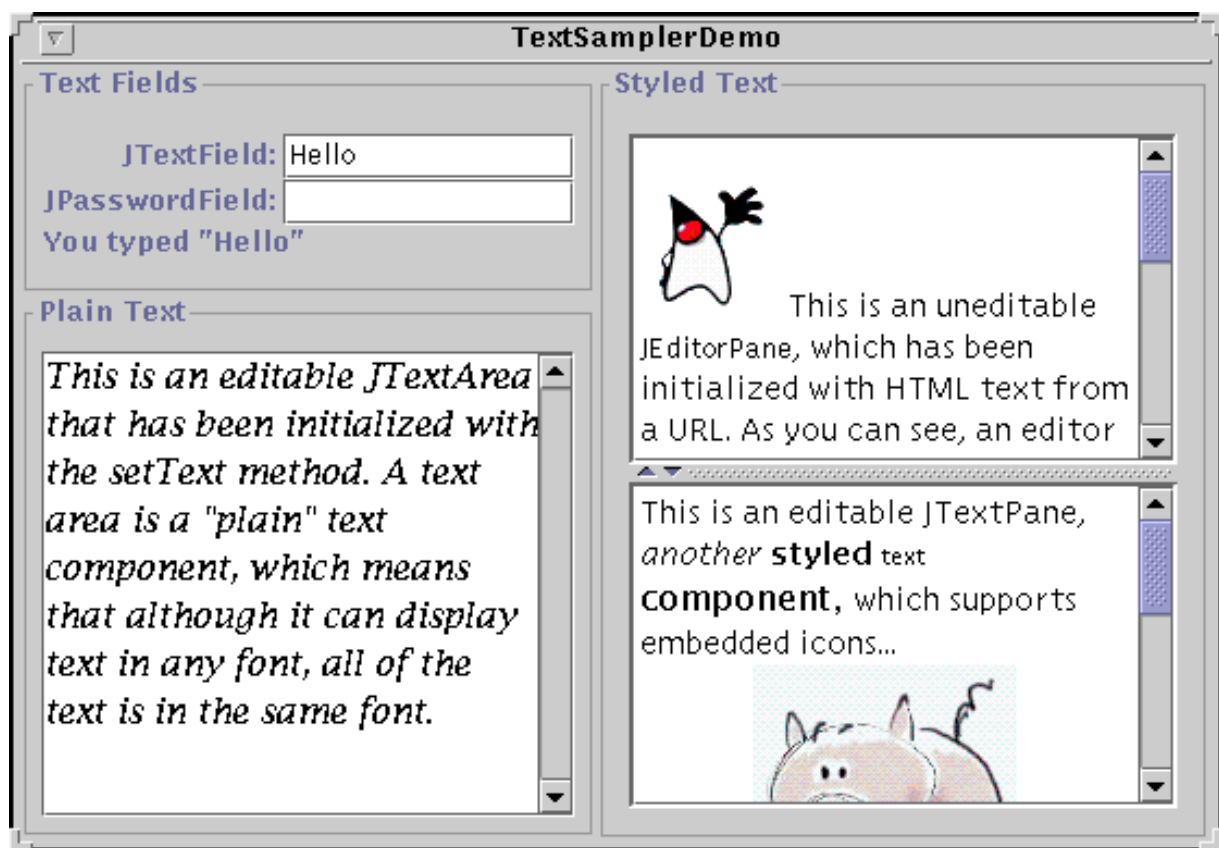 TextSamplerDemo
Text Fields
JTextField: Hello
JPasswordField:
You typed "Hello"
Plain Text
This is an editable JTextArea
that has been initialized with
the setText method. A text
area is a "plain" text
component, which means
that although it can display
text in any font, all of the
text is in the same font.
Styled Text
This is an uneditable
JEditorPane, which has been
initialized with HTML text from
a URL. As you can see, an editor
This is an editable JTextPane,
another styled text
component, which supports
embedded icons...